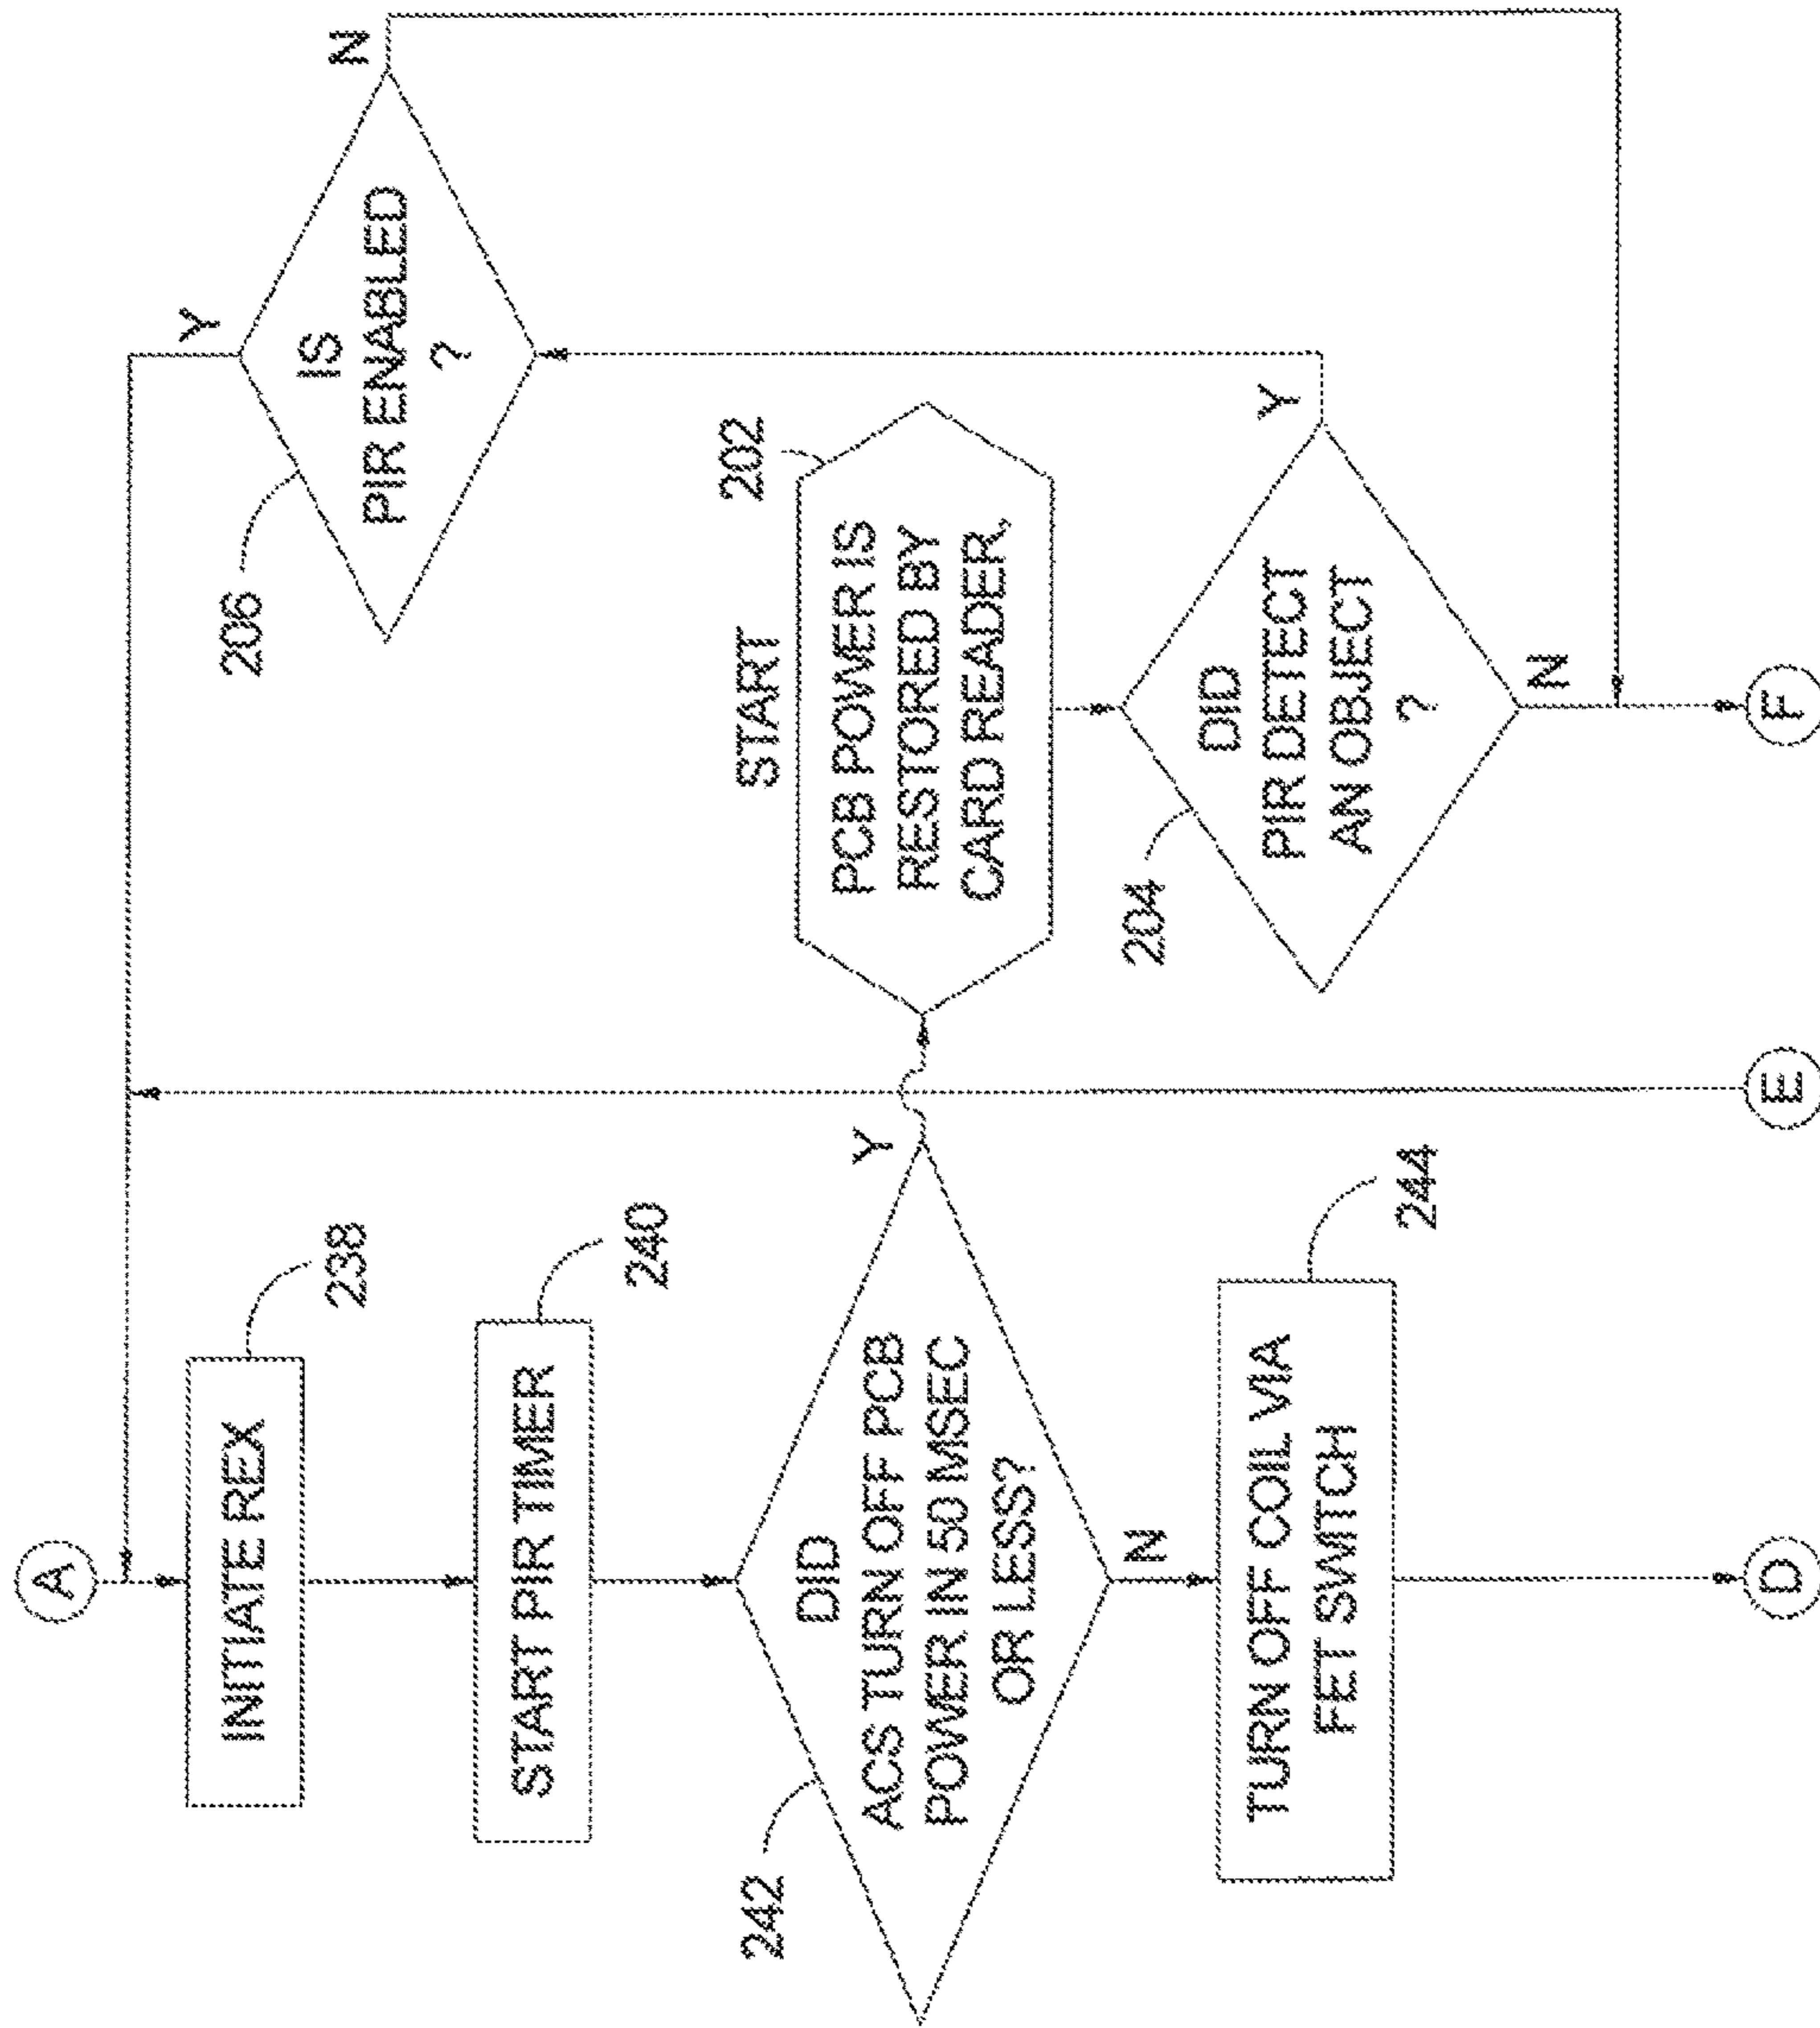 A
INITIATE REX
238
START PIR TIMER
240
DID
ACS TURN OFF PCB
POWER IN 50 MSEC
OR LESS?
242
Y
N
TURN OFF COIL VIA
FET SWITCH
244
D
E
IS
PIR ENABLED
?
206
Y
N
START
PCB POWER IS
RESTORED BY
CARD READER,
202
DID
PIR DETECT
AN OBJECT
?
204
Y
N
F